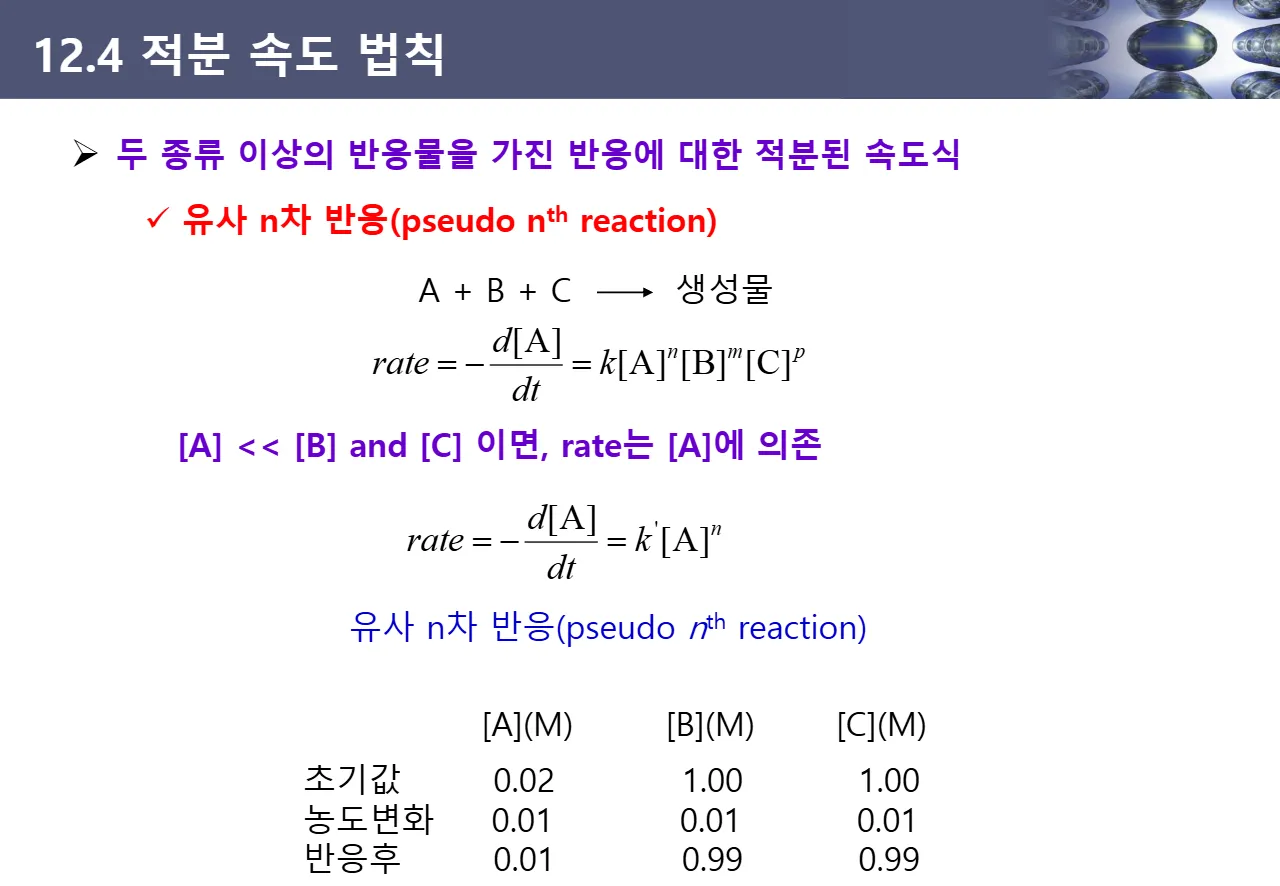 12.4 적분 속도 법칙
➢ 두 종류 이상의 반응물을 가진 반응에 대한 적분된 속도식
✓ 유사 n차 반응(pseudo nᵗʰ reaction)
A + B + C ⟶ 생성물
rate = − d[A]/dt = k[A]ⁿ[B]ᵐ[C]ᵖ
[A] << [B] and [C] 이면, rate는 [A]에 의존
rate = − d[A]/dt = k'[A]ⁿ
유사 n차 반응(pseudo nᵗʰ reaction)
[A](M) [B](M) [C](M)
초기값 0.02 1.00 1.00
농도변화 0.01 0.01 0.01
반응후 0.01 0.99 0.99